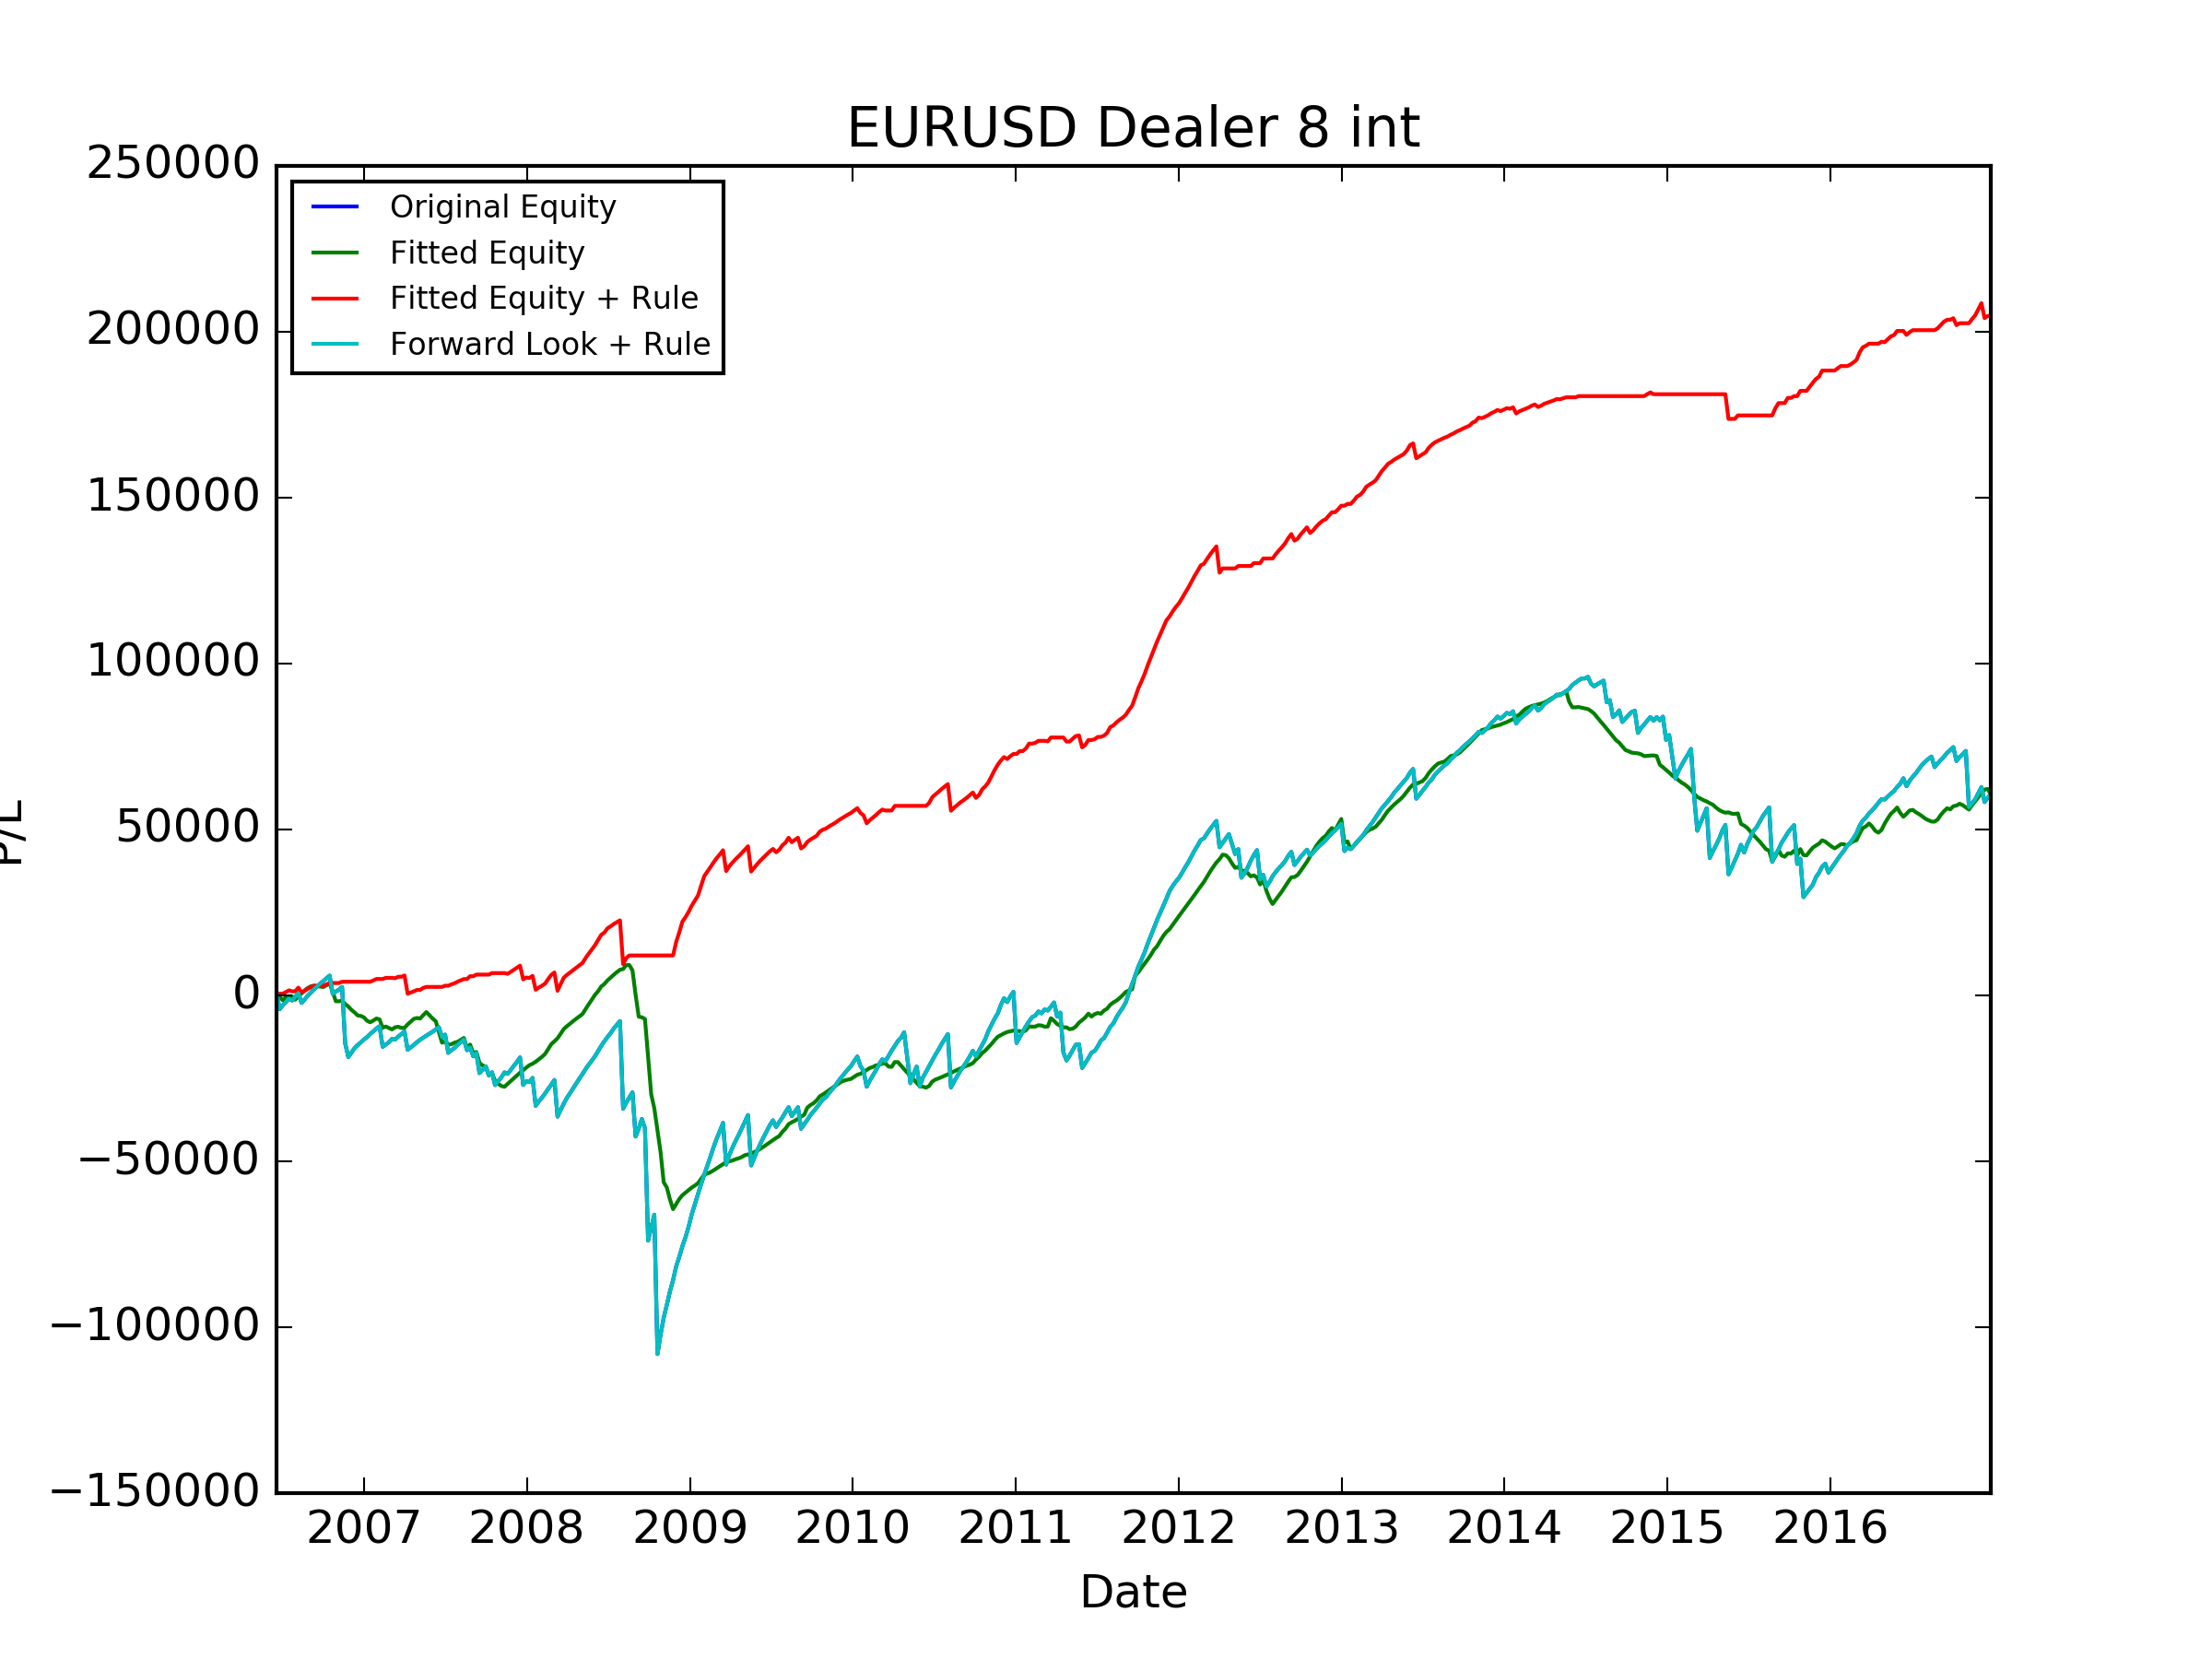 EURUSD Dealer 8 int
250000
200000
150000
100000
50000
0
−50000
−100000
−150000
P/L
Original Equity
Fitted Equity
Fitted Equity + Rule
Forward Look + Rule
2007 2008 2009 2010 2011 2012 2013 2014 2015 2016
Date